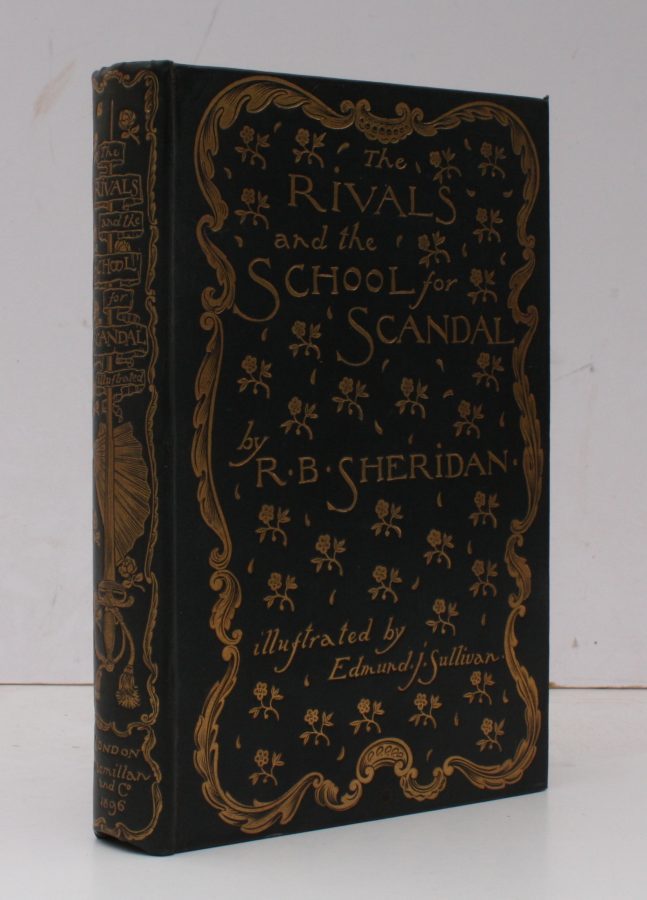 The
RIVALS
and the
SCHOOL
for
SCANDAL
illustrated
LONDON
Macmillan
and Co
1896
The
RIVALS
and the
SCHOOL for
SCANDAL
by
R. B. SHERIDAN.
illustrated by
Edmund. J. Sullivan.